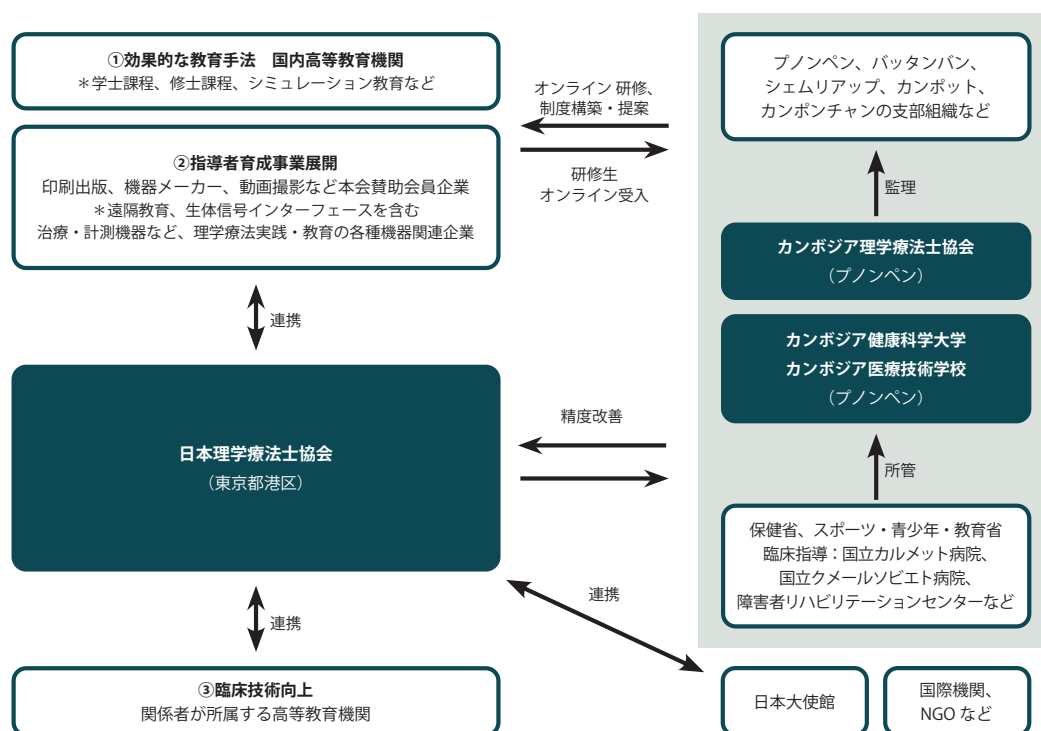 ①効果的な教育手法　国内高等教育機関
＊学士課程、修士課程、シミュレーション教育など
②指導者育成事業展開
印刷出版、機器メーカー、動画撮影など本会賛助会員企業
＊遠隔教育、生体信号インターフェースを含む
治療・計測機器など、理学療法実践・教育の各種機器関連企業
連携
日本理学療法士協会
（東京都港区）
連携
③臨床技術向上
関係者が所属する高等教育機関
オンライン研修、
制度構築・提案
研修生
オンライン受入
精度改善
連携
プノンペン、バッタンバン、
シェムリアップ、カンポット、
カンポンチャンの支部組織など
監理
カンボジア理学療法士協会
（プノンペン）
カンボジア健康科学大学
カンボジア医療技術学校
（プノンペン）
所管
保健省、スポーツ・青少年・教育省
臨床指導：国立カルメット病院、
国立クメールソビエト病院、
障害者リハビリテーションセンターなど
日本大使館
国際機関、
NGO など